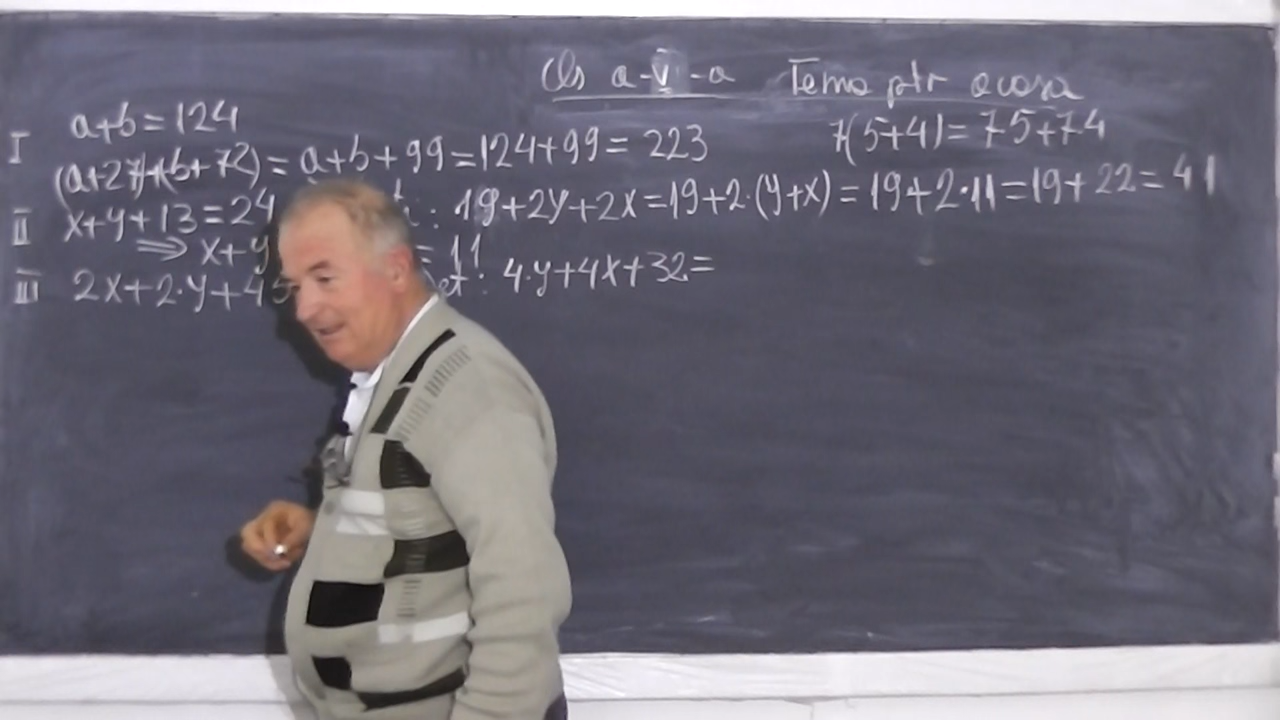 Cls a-V-a Tema ptr acasa
I a+b=124
7(5+4)=7·5+7·4
(a+27)+(b+72)=a+b+99=124+99=223
II x+y+13=24 : 19+2y+2x=19+2·(y+x)=19+2·11=19+22=41
⇒ x+y =11
III 2x+2·y+45 et: 4·y+4x+32=